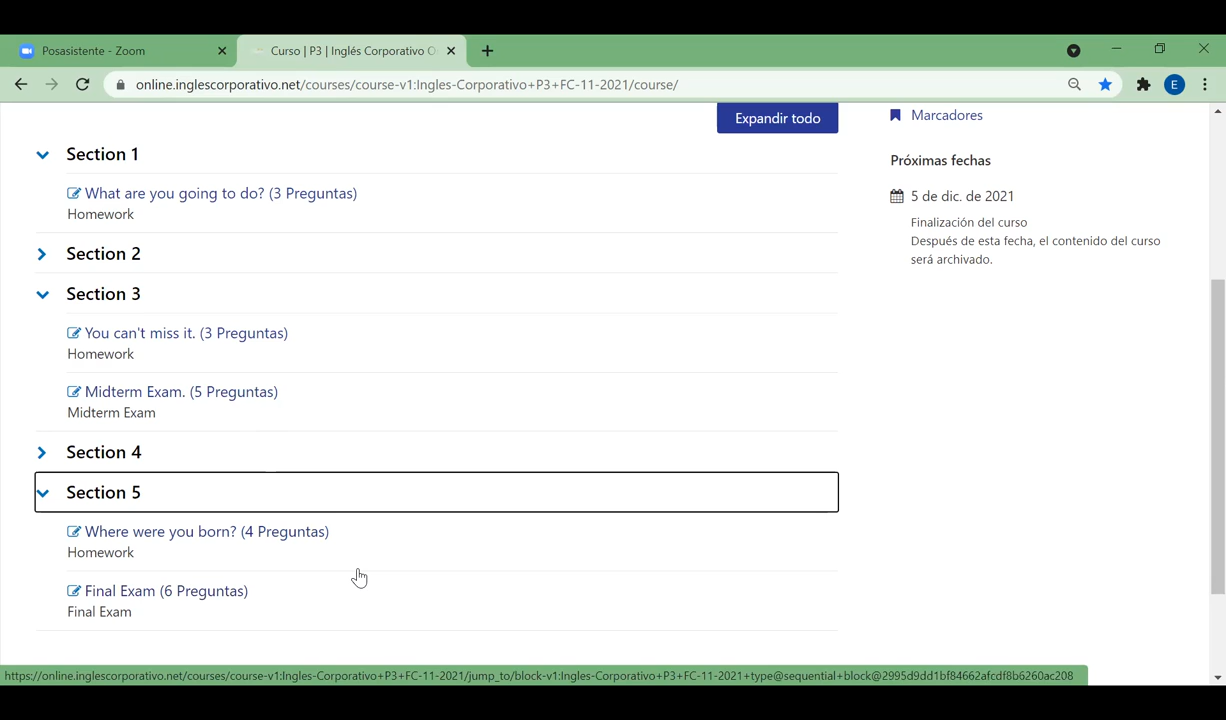 Posasistente - Zoom
Curso | P3 | Inglés Corporativo O
online.inglescorporativo.net/courses/course-v1:Ingles-Corporativo+P3+FC-11-2021/course/
E
Expandir todo
Marcadores
Section 1
Próximas fechas
What are you going to do? (3 Preguntas)
5 de dic. de 2021
Homework
Finalización del curso
Después de esta fecha, el contenido del curso
será archivado.
Section 2
Section 3
You can't miss it. (3 Preguntas)
Homework
Midterm Exam. (5 Preguntas)
Midterm Exam
Section 4
Section 5
Where were you born? (4 Preguntas)
Homework
Final Exam (6 Preguntas)
Final Exam
https://online.inglescorporativo.net/courses/course-v1:Ingles-Corporativo+P3+FC-11-2021/jump_to/block-v1:Ingles-Corporativo+P3+FC-11-2021+type@sequential+block@2995d9dd1bf84662afcdf8b6260ac208